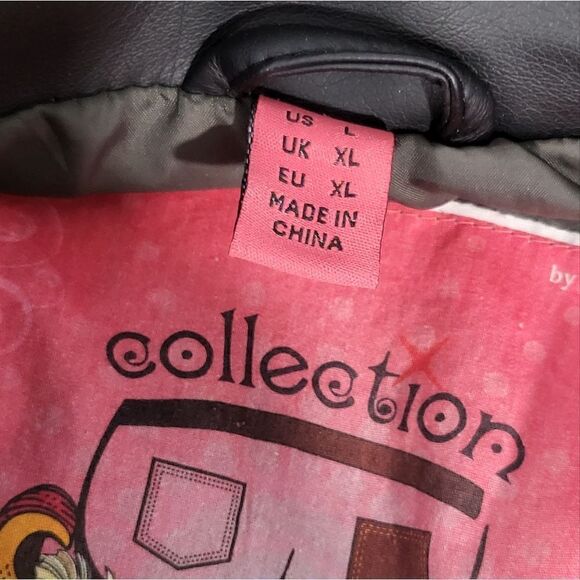 US L
UK XL
EU XL
MADE IN
CHINA
by
collection